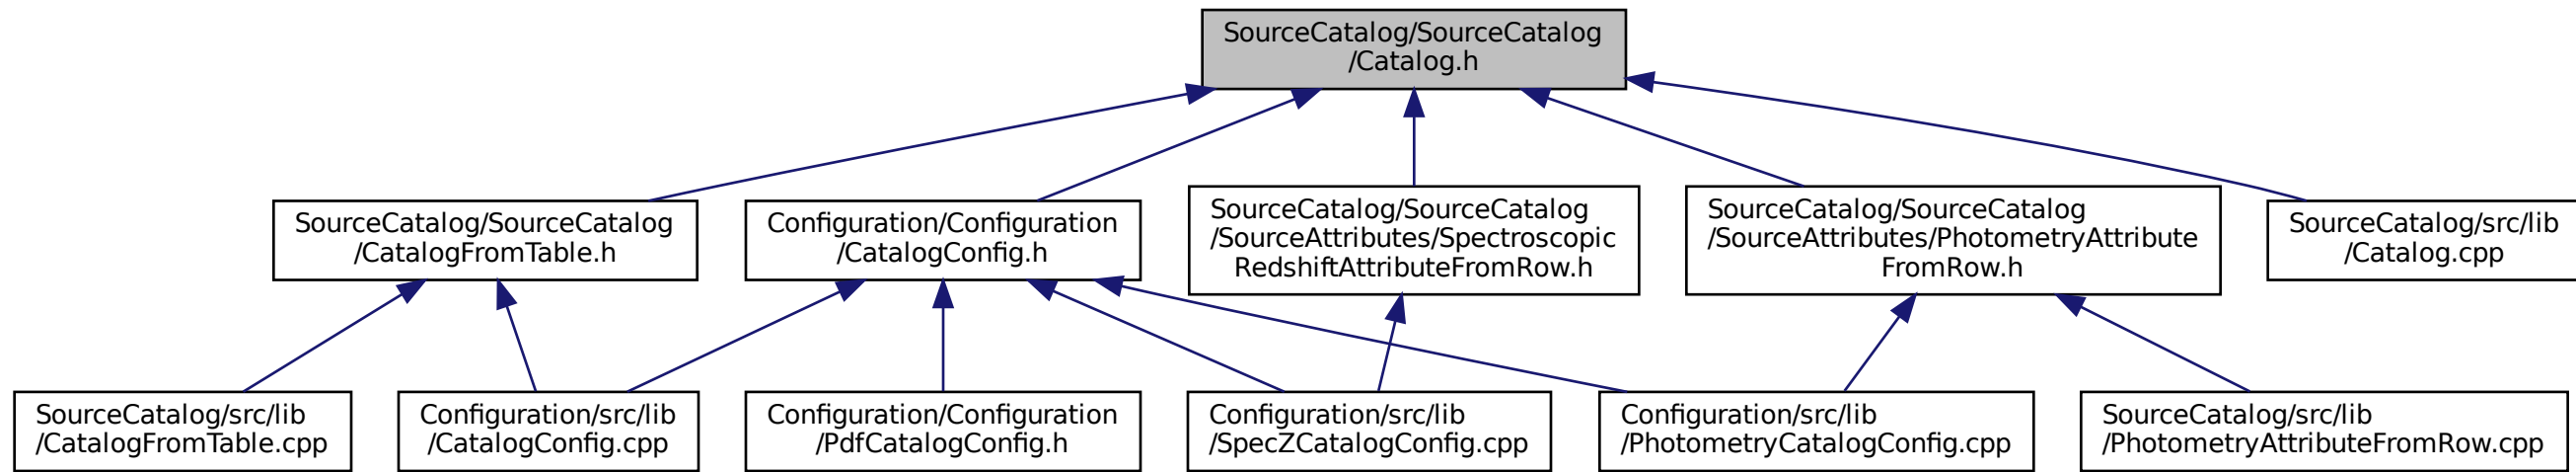 SourceCatalog/SourceCatalog
/Catalog.h
SourceCatalog/SourceCatalog
/CatalogFromTable.h
Configuration/Configuration
/CatalogConfig.h
SourceCatalog/SourceCatalog
/SourceAttributes/Spectroscopic
RedshiftAttributeFromRow.h
SourceCatalog/SourceCatalog
/SourceAttributes/PhotometryAttribute
FromRow.h
SourceCatalog/src/lib
/Catalog.cpp
SourceCatalog/src/lib
/CatalogFromTable.cpp
Configuration/src/lib
/CatalogConfig.cpp
Configuration/Configuration
/PdfCatalogConfig.h
Configuration/src/lib
/SpecZCatalogConfig.cpp
Configuration/src/lib
/PhotometryCatalogConfig.cpp
SourceCatalog/src/lib
/PhotometryAttributeFromRow.cpp